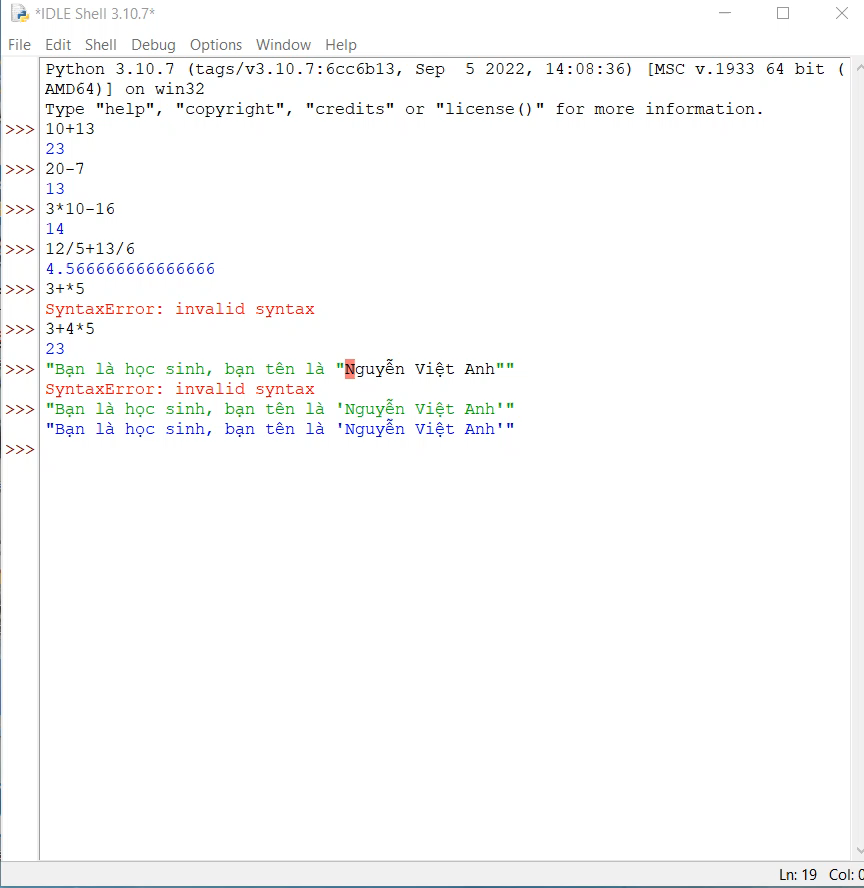 *IDLE Shell 3.10.7*
File Edit Shell Debug Options Window Help
Python 3.10.7 (tags/v3.10.7:6cc6b13, Sep  5 2022, 14:08:36) [MSC v.1933 64 bit (
AMD64)] on win32
Type "help", "copyright", "credits" or "license()" for more information.
>>> 10+13
23
>>> 20-7
13
>>> 3*10-16
14
>>> 12/5+13/6
4.566666666666666
>>> 3+*5
SyntaxError: invalid syntax
>>> 3+4*5
23
>>> "Bạn là học sinh, bạn tên là "Nguyễn Việt Anh""
SyntaxError: invalid syntax
>>> "Bạn là học sinh, bạn tên là 'Nguyễn Việt Anh'"
"Bạn là học sinh, bạn tên là 'Nguyễn Việt Anh'"
>>>
Ln: 19 Col: 0